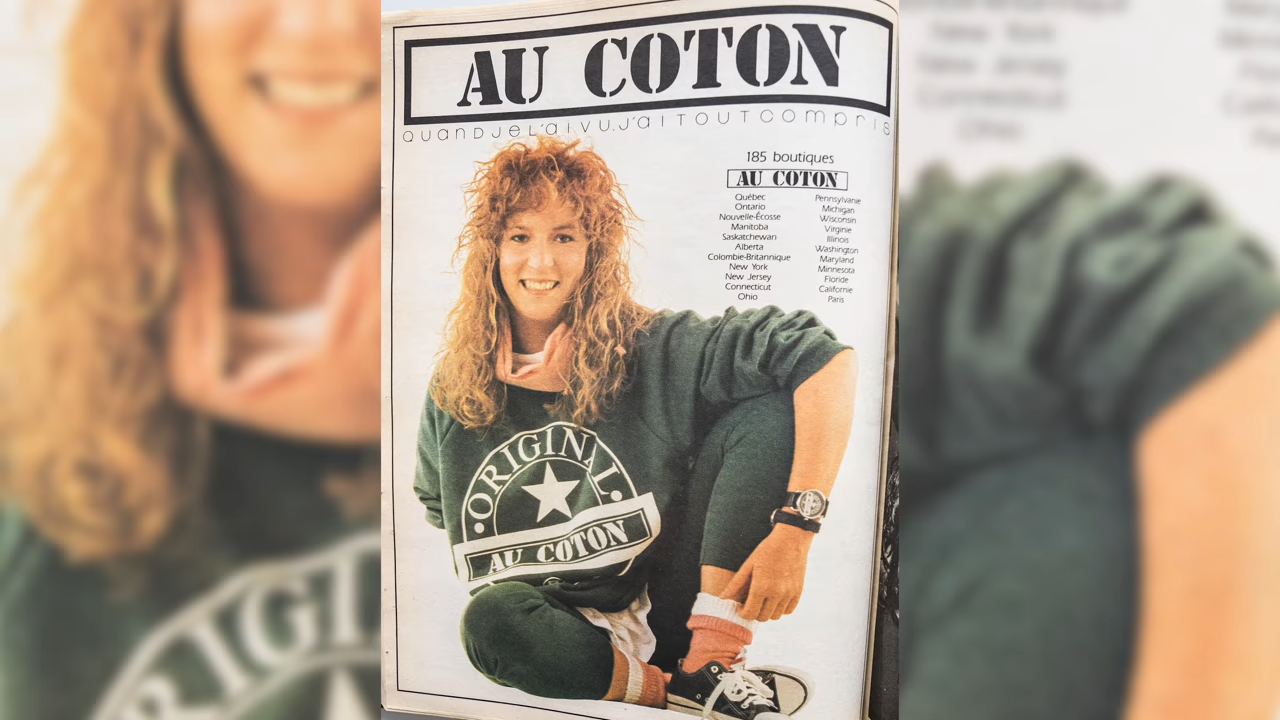 AU COTON
QUANDJEL'AIVU.J'AITOUTCOMPRIS
185 boutiques
AU COTON
Québec
Ontario
Nouvelle-Écosse
Manitoba
Saskatchewan
Alberta
Colombie-Britannique
New York
New Jersey
Connecticut
Ohio
Pennsylvanie
Michigan
Wisconsin
Virginie
Illinois
Washington
Maryland
Minnesota
Floride
Californie
Paris
ORIGINAL
AU COTON